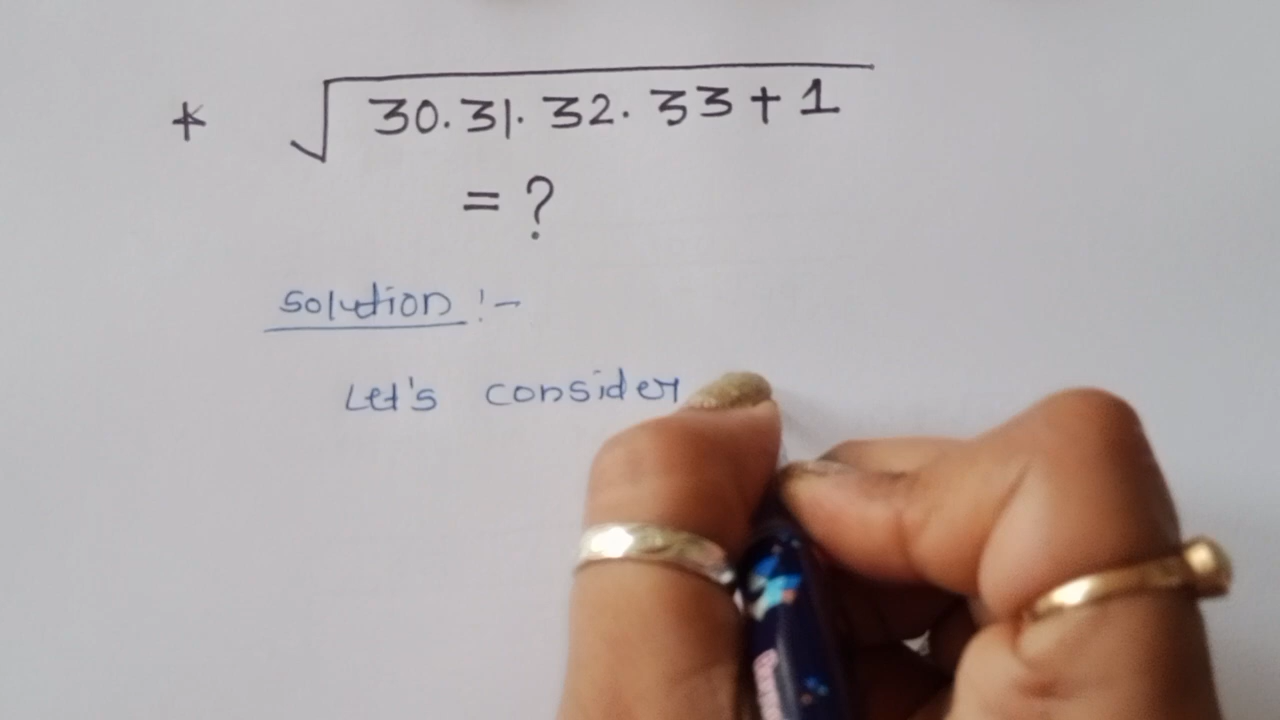 * √30.31.32.33+1
= ?
Solution :-
Let's consider